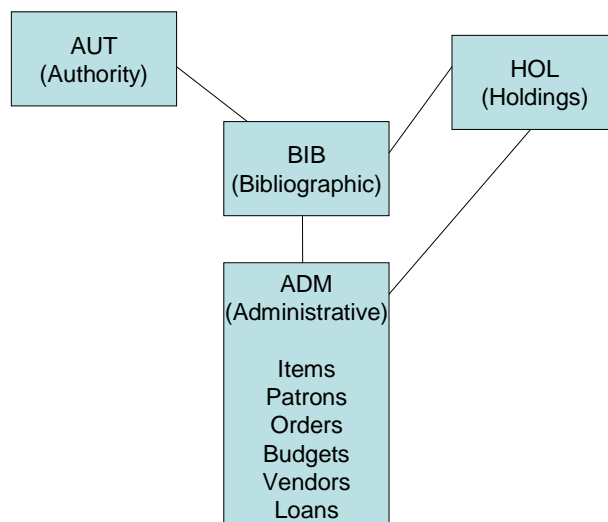 AUT
(Authority)
HOL
(Holdings)
BIB
(Bibliographic)
ADM
(Administrative)
Items
Patrons
Orders
Budgets
Vendors
Loans